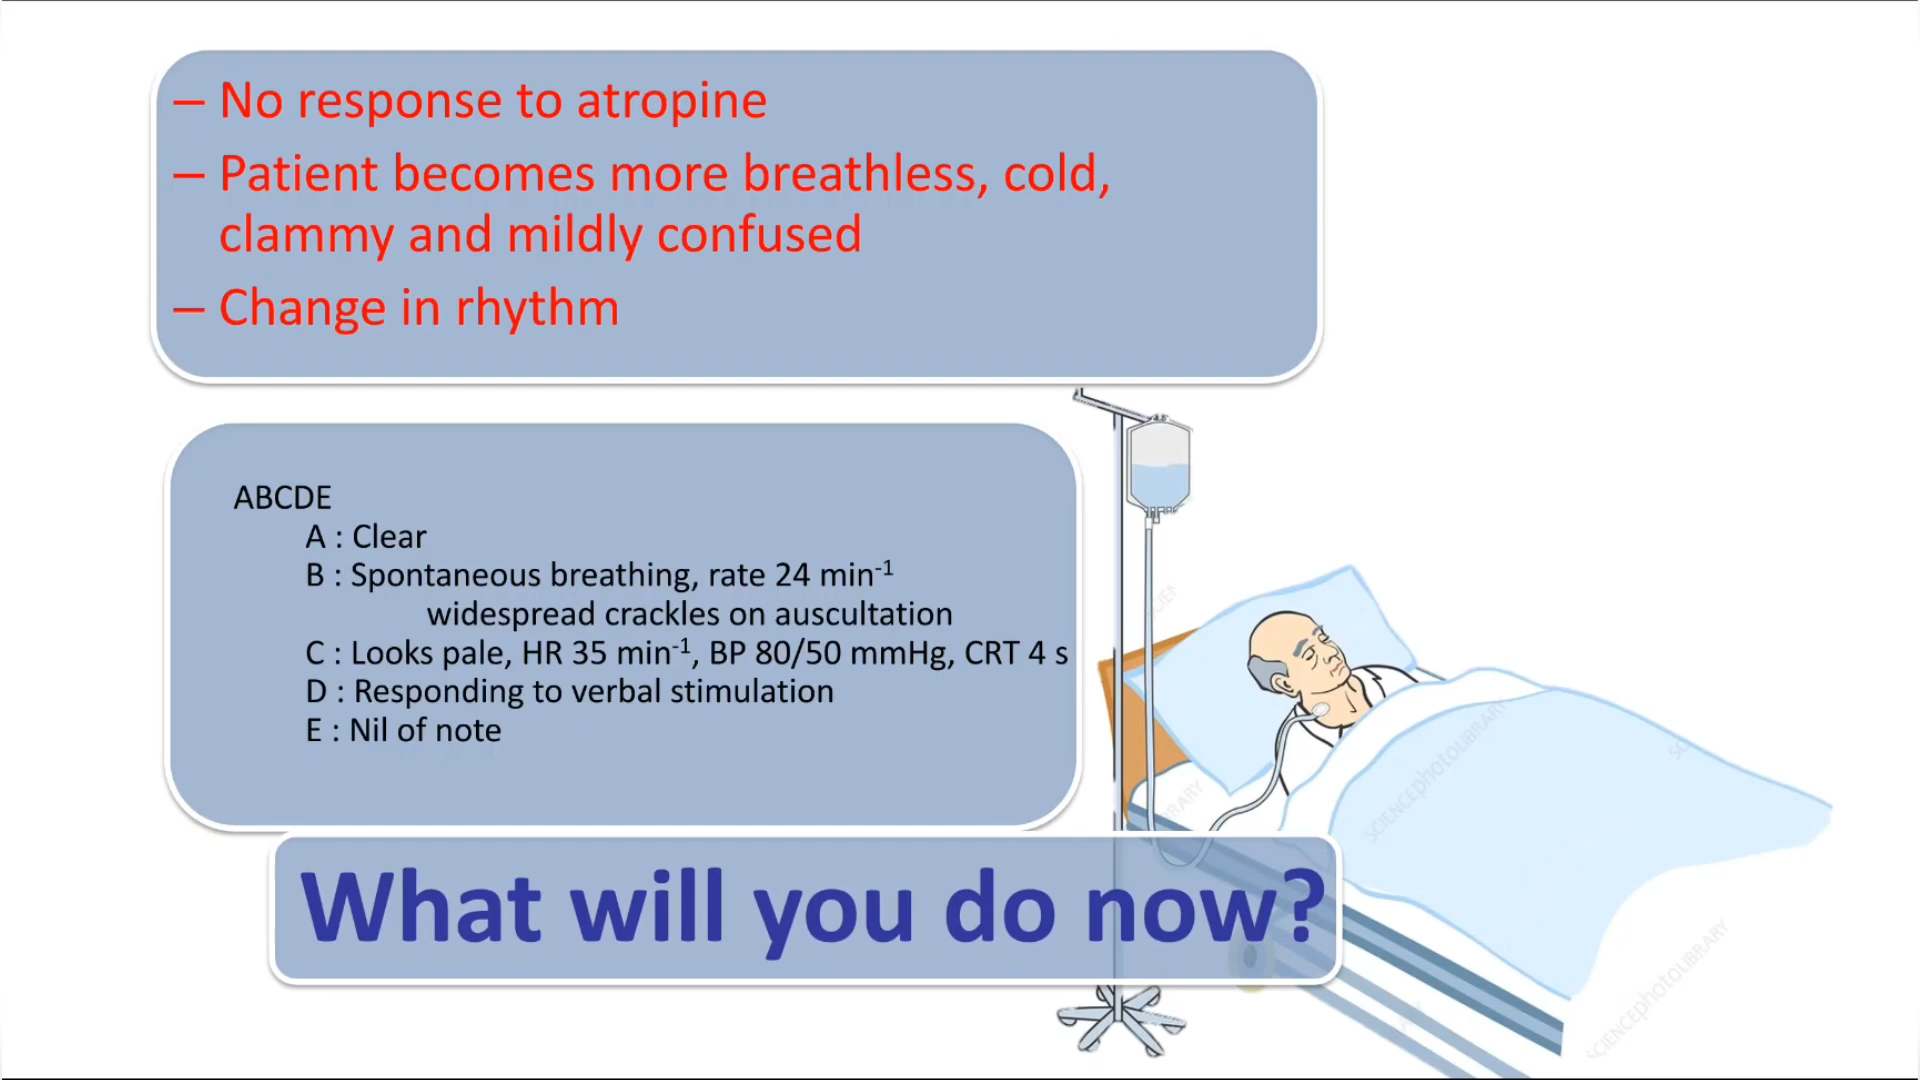 – No response to atropine
– Patient becomes more breathless, cold,
clammy and mildly confused
– Change in rhythm
ABCDE
A : Clear
B : Spontaneous breathing, rate 24 min⁻¹
widespread crackles on auscultation
C : Looks pale, HR 35 min⁻¹, BP 80/50 mmHg, CRT 4 s
D : Responding to verbal stimulation
E : Nil of note
What will you do now?
SCIENCEphotoLIBRARY
SCIENCEphotoLIBRARY